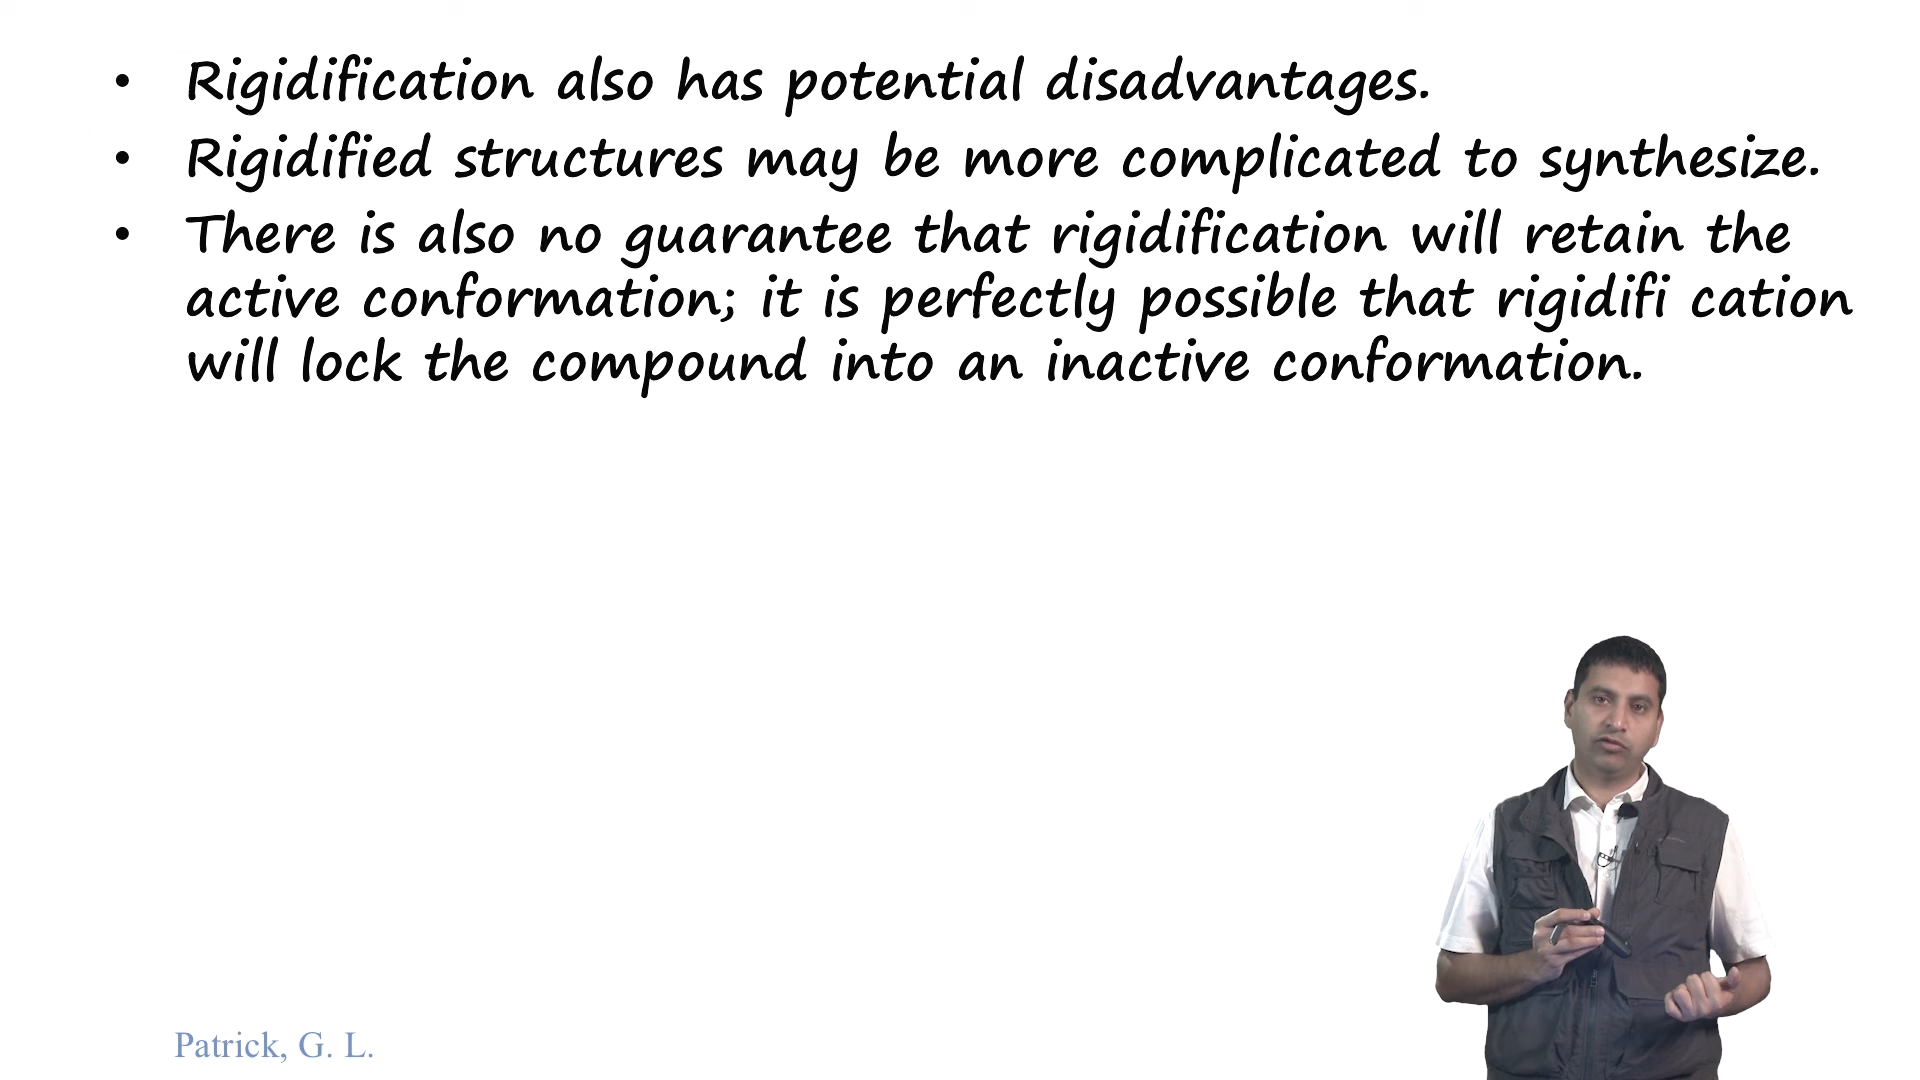 • Rigidification also has potential disadvantages.
• Rigidified structures may be more complicated to synthesize.
• There is also no guarantee that rigidification will retain the
active conformation; it is perfectly possible that rigidifi cation
will lock the compound into an inactive conformation.
Patrick, G. L.